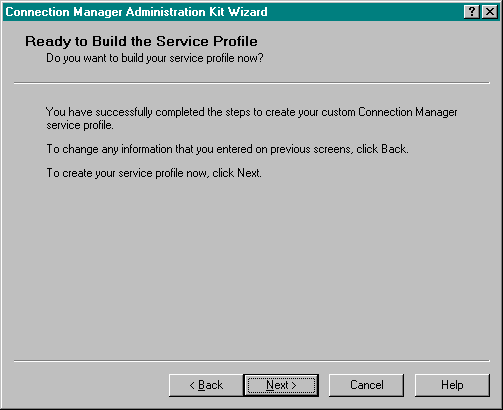 Connection Manager Administration Kit Wizard
Ready to Build the Service Profile
Do you want to build your service profile now?
You have successfully completed the steps to create your custom Connection Manager
service profile.
To change any information that you entered on previous screens, click Back.
To create your service profile now, click Next.
< Back Next > Cancel Help